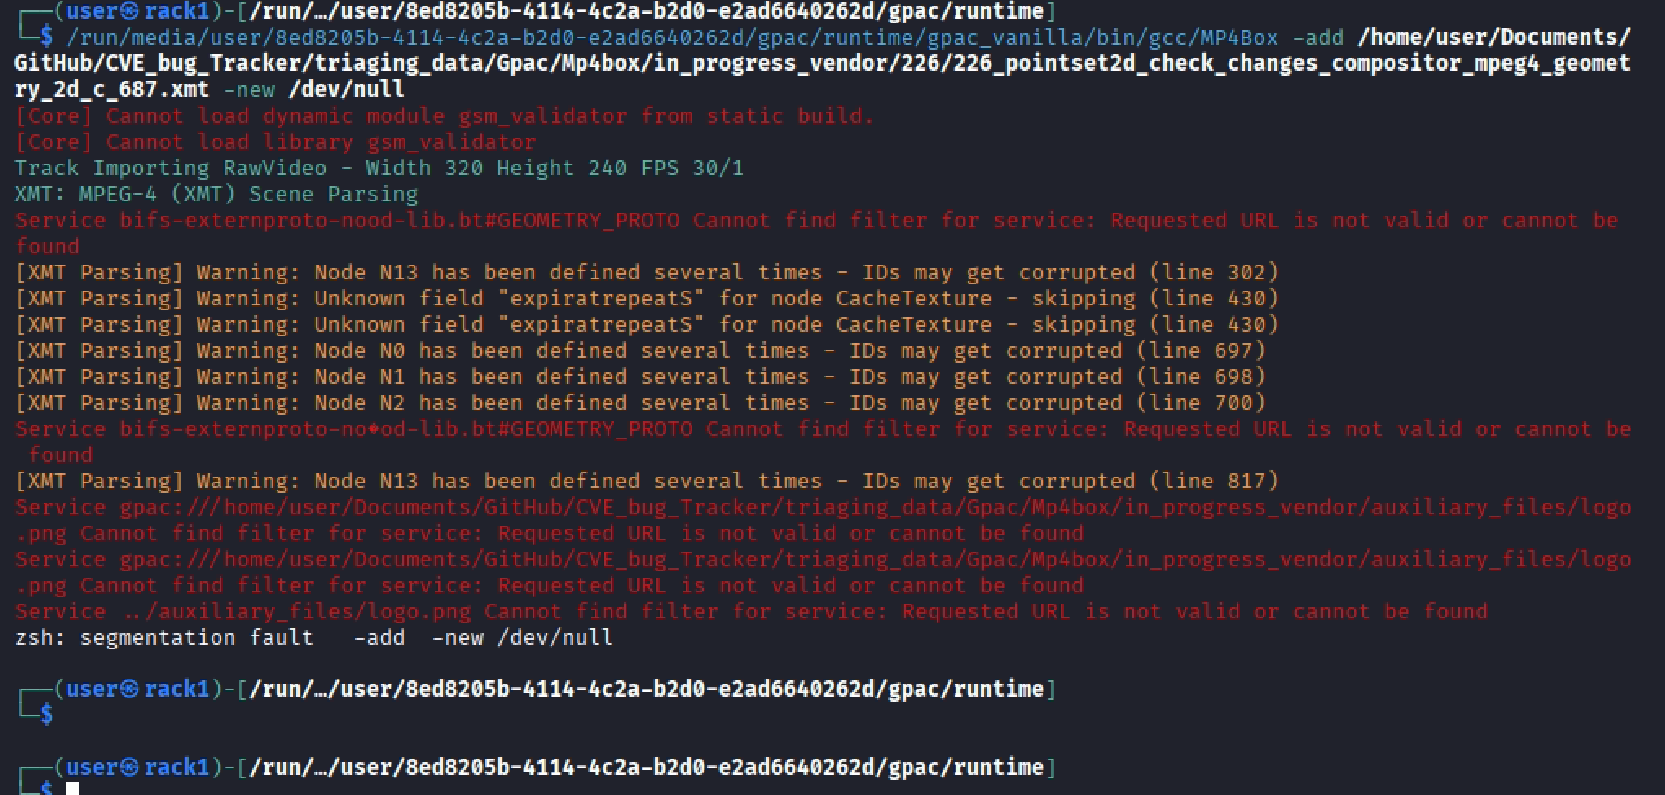 ┌──(user㉿rack1)-[/run/…/user/8ed8205b-4114-4c2a-b2d0-e2ad6640262d/gpac/runtime]
└─$ /run/media/user/8ed8205b-4114-4c2a-b2d0-e2ad6640262d/gpac/runtime/gpac_vanilla/bin/gcc/MP4Box -add /home/user/Documents/
GitHub/CVE_bug_Tracker/triaging_data/Gpac/Mp4box/in_progress_vendor/226/226_pointset2d_check_changes_compositor_mpeg4_geomet
ry_2d_c_687.xmt -new /dev/null
[Core] Cannot load dynamic module gsm_validator from static build.
[Core] Cannot load library gsm_validator
Track Importing RawVideo - Width 320 Height 240 FPS 30/1
XMT: MPEG-4 (XMT) Scene Parsing
Service bifs-externproto-nood-lib.bt#GEOMETRY_PROTO Cannot find filter for service: Requested URL is not valid or cannot be
found
[XMT Parsing] Warning: Node N13 has been defined several times - IDs may get corrupted (line 302)
[XMT Parsing] Warning: Unknown field "expiratrepeatS" for node CacheTexture - skipping (line 430)
[XMT Parsing] Warning: Unknown field "expiratrepeatS" for node CacheTexture - skipping (line 430)
[XMT Parsing] Warning: Node N0 has been defined several times - IDs may get corrupted (line 697)
[XMT Parsing] Warning: Node N1 has been defined several times - IDs may get corrupted (line 698)
[XMT Parsing] Warning: Node N2 has been defined several times - IDs may get corrupted (line 700)
Service bifs-externproto-no�od-lib.bt#GEOMETRY_PROTO Cannot find filter for service: Requested URL is not valid or cannot be
found
[XMT Parsing] Warning: Node N13 has been defined several times - IDs may get corrupted (line 817)
Service gpac:///home/user/Documents/GitHub/CVE_bug_Tracker/triaging_data/Gpac/Mp4box/in_progress_vendor/auxiliary_files/logo
.png Cannot find filter for service: Requested URL is not valid or cannot be found
Service gpac:///home/user/Documents/GitHub/CVE_bug_Tracker/triaging_data/Gpac/Mp4box/in_progress_vendor/auxiliary_files/logo
.png Cannot find filter for service: Requested URL is not valid or cannot be found
Service ../auxiliary_files/logo.png Cannot find filter for service: Requested URL is not valid or cannot be found
zsh: segmentation fault   -add  -new /dev/null
┌──(user㉿rack1)-[/run/…/user/8ed8205b-4114-4c2a-b2d0-e2ad6640262d/gpac/runtime]
└─$
┌──(user㉿rack1)-[/run/…/user/8ed8205b-4114-4c2a-b2d0-e2ad6640262d/gpac/runtime]
└─$